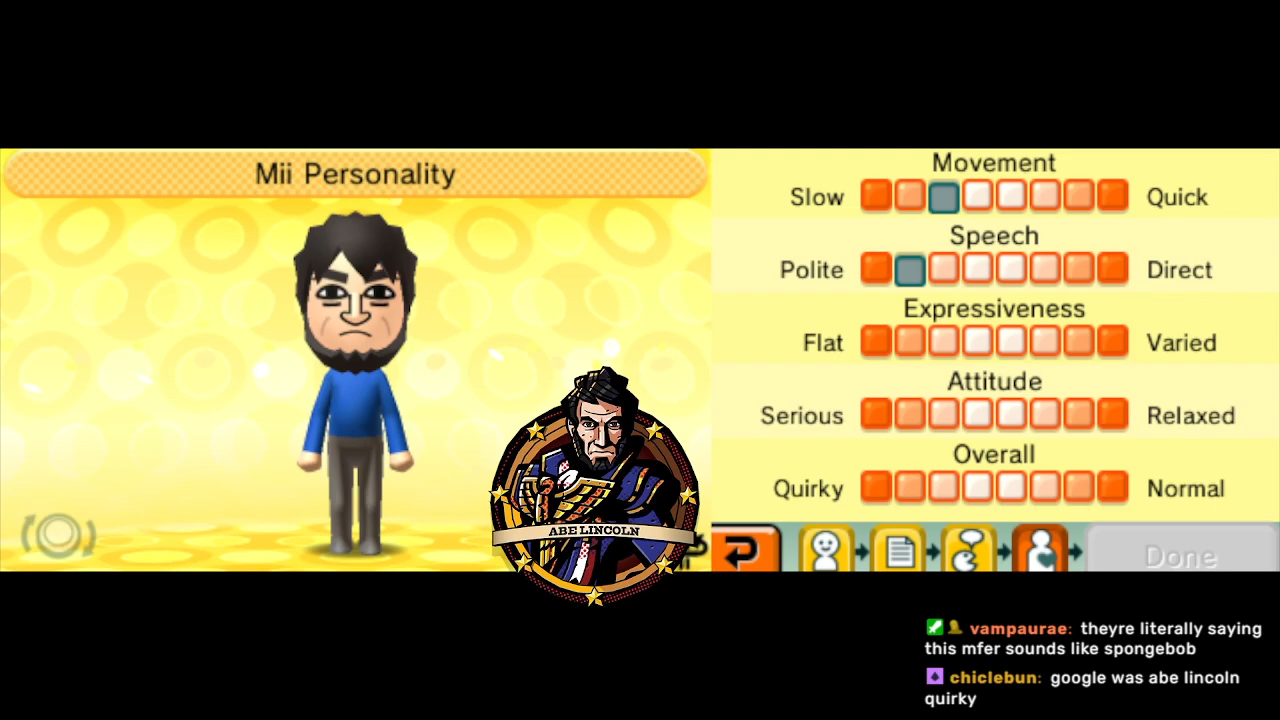 Mii Personality
Movement
Slow Quick
Speech
Polite Direct
Expressiveness
Flat Varied
Attitude
Serious Relaxed
Overall
Quirky Normal
ABE LINCOLN
Done
vampaurae: theyre literally saying
this mfer sounds like spongebob
chiclebun: google was abe lincoln
quirky